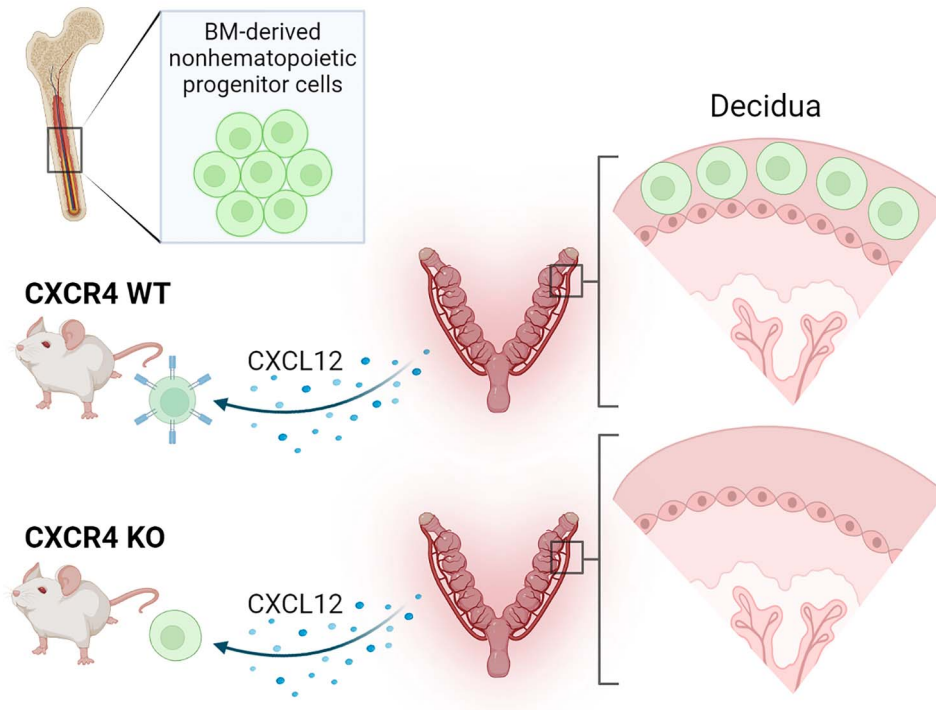 BM-derived
nonhematopoietic
progenitor cells
Decidua
CXCR4 WT
CXCL12
CXCR4 KO
CXCL12